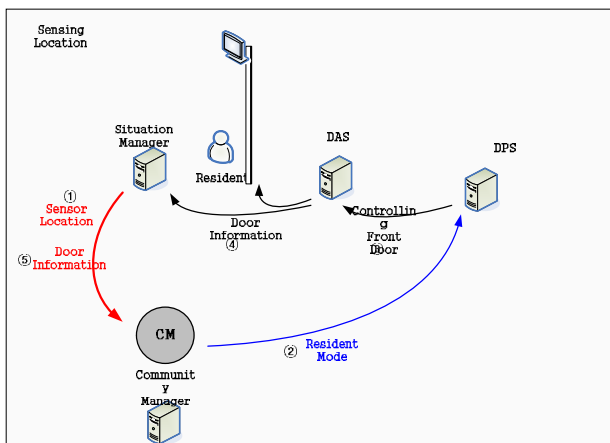 Sensing
Location
Situation
Manager
Resident
DAS
DPS
①
Sensor
Location
Door
Information
④
Controllin
g
Front
Door
⑤ Door
Information
CM
② Resident
Mode
Communit
y
Manager